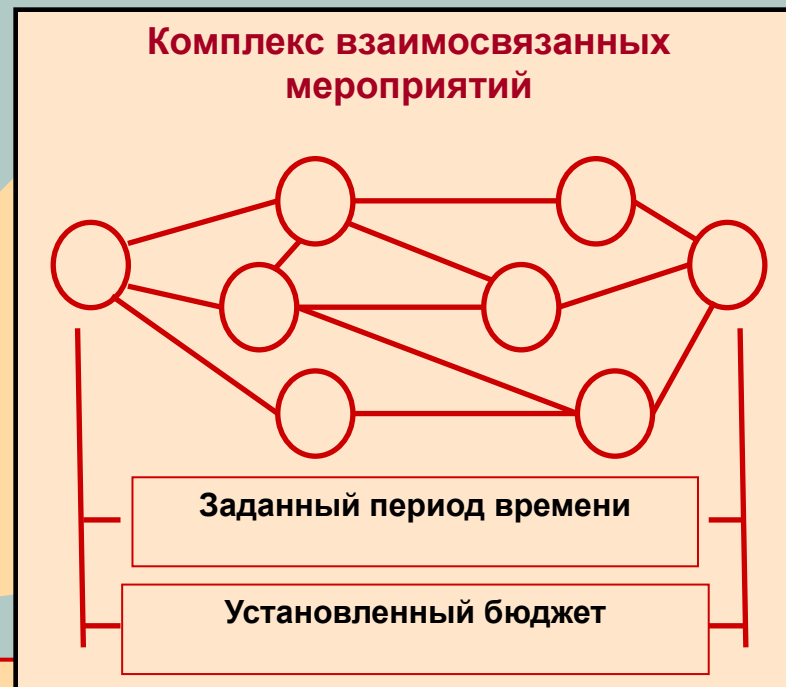 Комплекс взаимосвязанных
мероприятий
Заданный период времени
Установленный бюджет